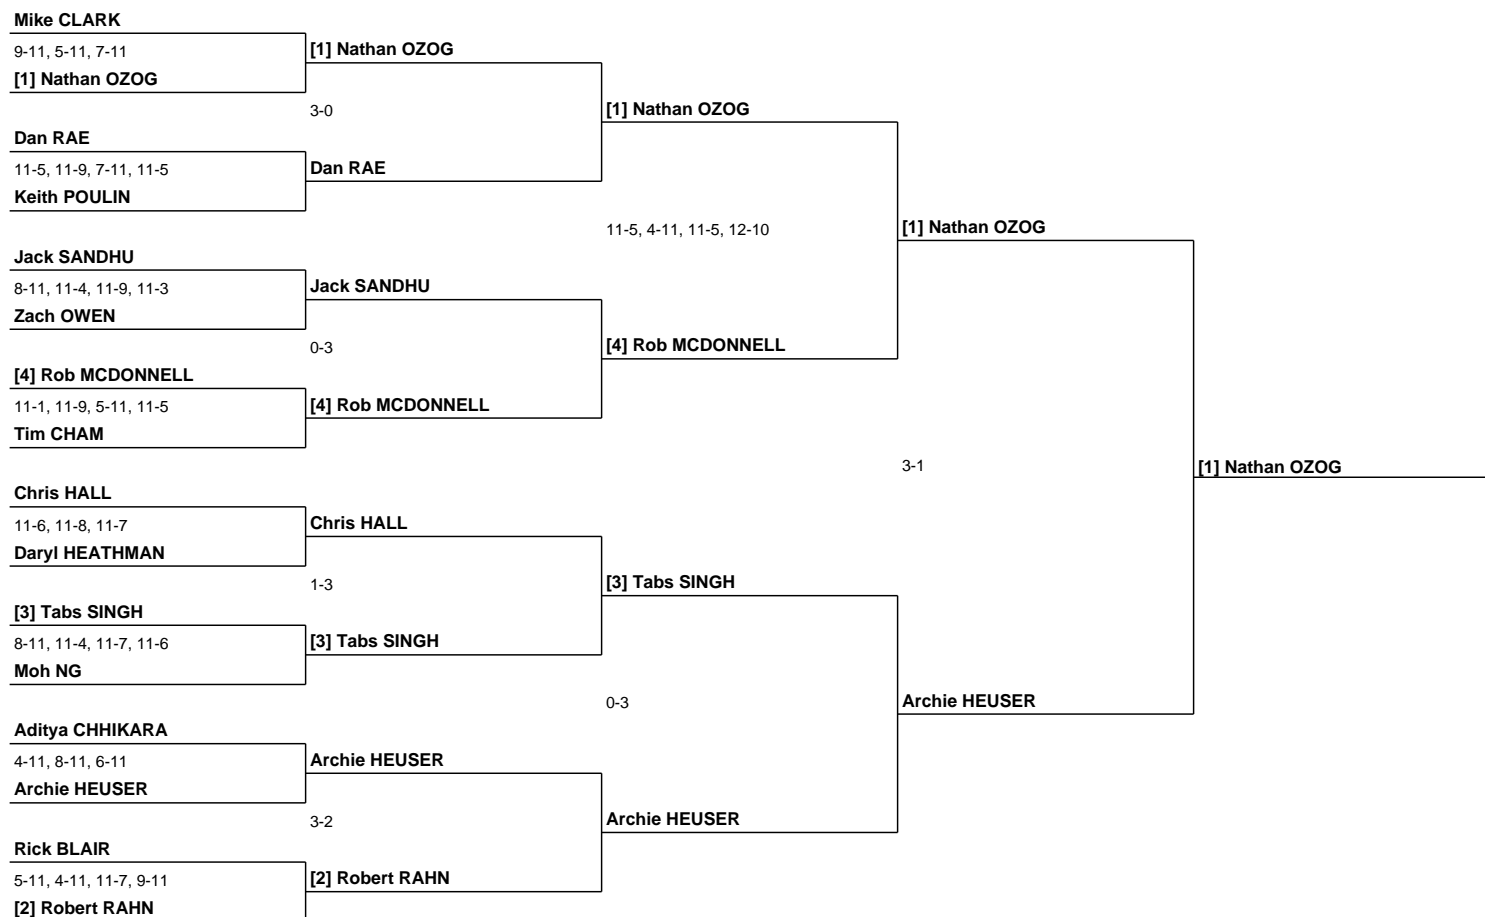 Mike CLARK
9-11, 5-11, 7-11
[1] Nathan OZOG
[1] Nathan OZOG
3-0
[1] Nathan OZOG
Dan RAE
11-5, 11-9, 7-11, 11-5
Dan RAE
Keith POULIN
11-5, 4-11, 11-5, 12-10
[1] Nathan OZOG
Jack SANDHU
8-11, 11-4, 11-9, 11-3
Jack SANDHU
Zach OWEN
0-3
[4] Rob MCDONNELL
[4] Rob MCDONNELL
11-1, 11-9, 5-11, 11-5
[4] Rob MCDONNELL
Tim CHAM
3-1
[1] Nathan OZOG
Chris HALL
11-6, 11-8, 11-7
Chris HALL
Daryl HEATHMAN
1-3
[3] Tabs SINGH
[3] Tabs SINGH
8-11, 11-4, 11-7, 11-6
[3] Tabs SINGH
Moh NG
0-3
Archie HEUSER
Aditya CHHIKARA
4-11, 8-11, 6-11
Archie HEUSER
Archie HEUSER
3-2
Archie HEUSER
Rick BLAIR
5-11, 4-11, 11-7, 9-11
[2] Robert RAHN
[2] Robert RAHN